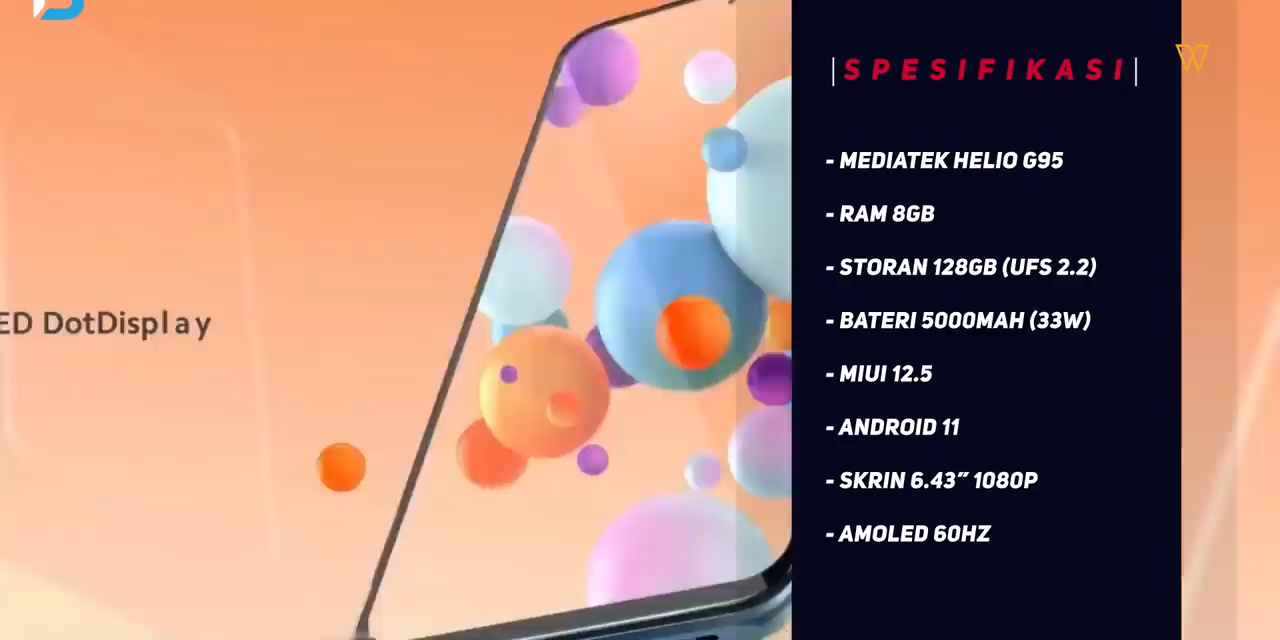 |SPESIFIKASI|
- MEDIATEK HELIO G95
- RAM 8GB
- STORAN 128GB (UFS 2.2)
- BATERI 5000MAH (33W)
- MIUI 12.5
- ANDROID 11
- SKRIN 6.43” 1080P
- AMOLED 60HZ
ED DotDisplay